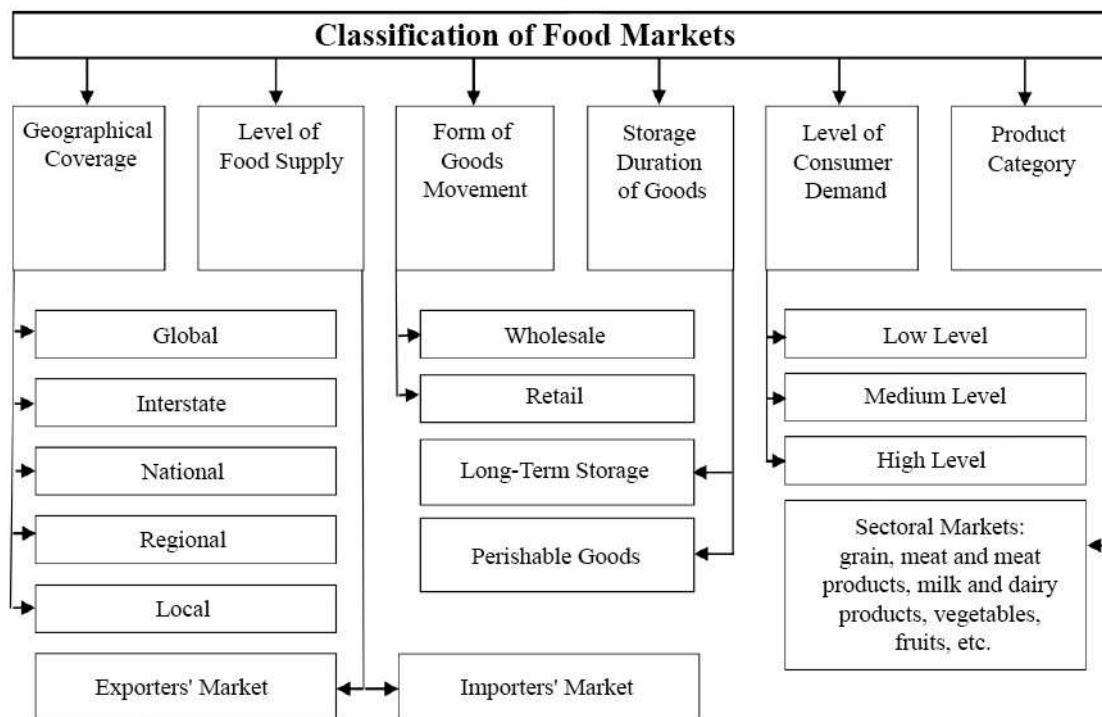 Classification of Food Markets
Geographical
Coverage
Level of
Food Supply
Form of
Goods
Movement
Storage
Duration
of Goods
Level of
Consumer
Demand
Product
Category
Global
Interstate
National
Regional
Local
Exporters' Market
Importers' Market
Wholesale
Retail
Long-Term Storage
Perishable Goods
Low Level
Medium Level
High Level
Sectoral Markets:
grain, meat and meat
products, milk and dairy
products, vegetables,
fruits, etc.